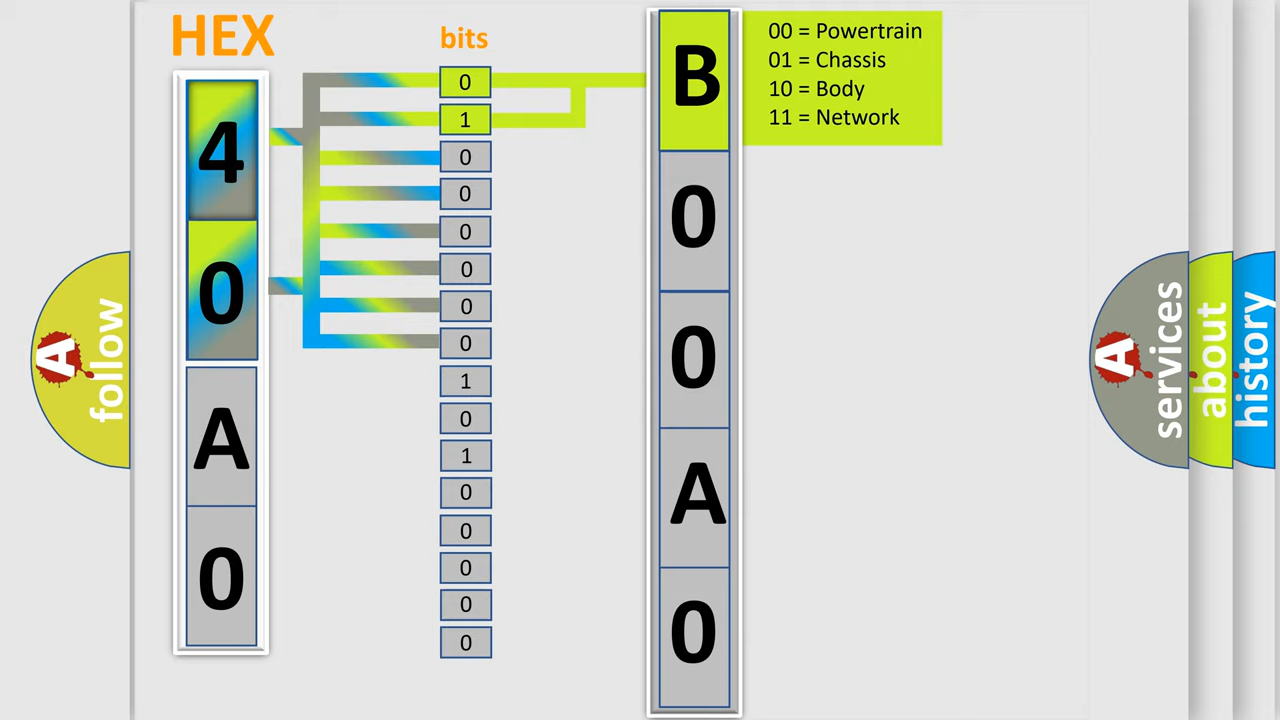 HEX
bits
4
0
A
0
0
1
0
0
0
0
0
0
1
0
1
0
0
0
0
0
B
0
0
A
0
00 = Powertrain
01 = Chassis
10 = Body
11 = Network
A
follow
A
services
about
history